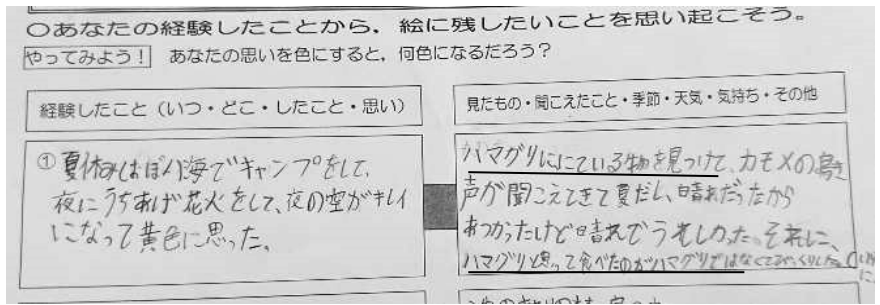 ○あなたの経験したことから，絵に残したいことを思い起こそう。
やってみよう！ あなたの思いを色にすると，何色になるだろう？
経験したこと（いつ・どこ・したこと・思い）
見たもの・聞こえたこと・季節・天気・気持ち・その他
①夏休み 海でキャンプをして、
夜にうちあげ花火をして、夜の空がキレイ
になって黄色に思った。
ハマグリににている物を見つけて、カモメの鳴き
声が聞こえてきて夏だし、晴れだったから
あつかったけど晴れでうれしかった。それに、
ハマグリと思って食べたのがハマグリではなくてがっくりした。